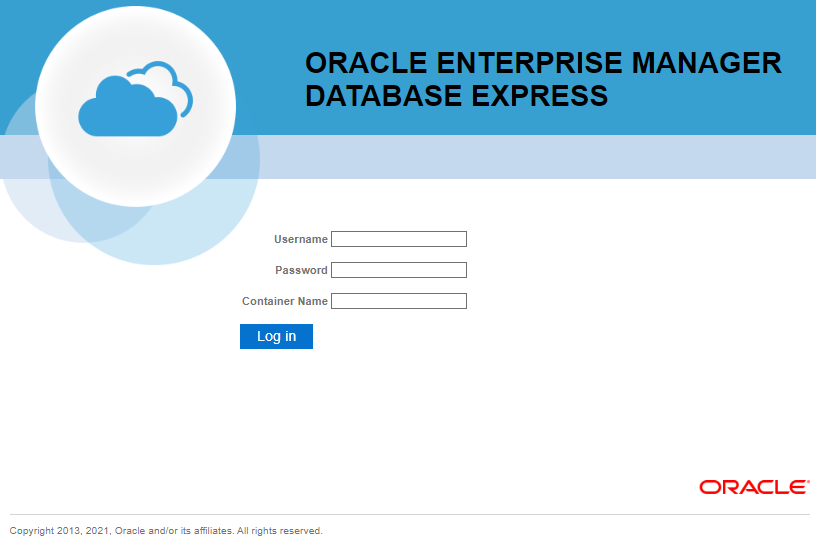 ORACLE ENTERPRISE MANAGER
DATABASE EXPRESS
Username
Password
Container Name
Log in
ORACLE®
Copyright 2013, 2021, Oracle and/or its affiliates. All rights reserved.